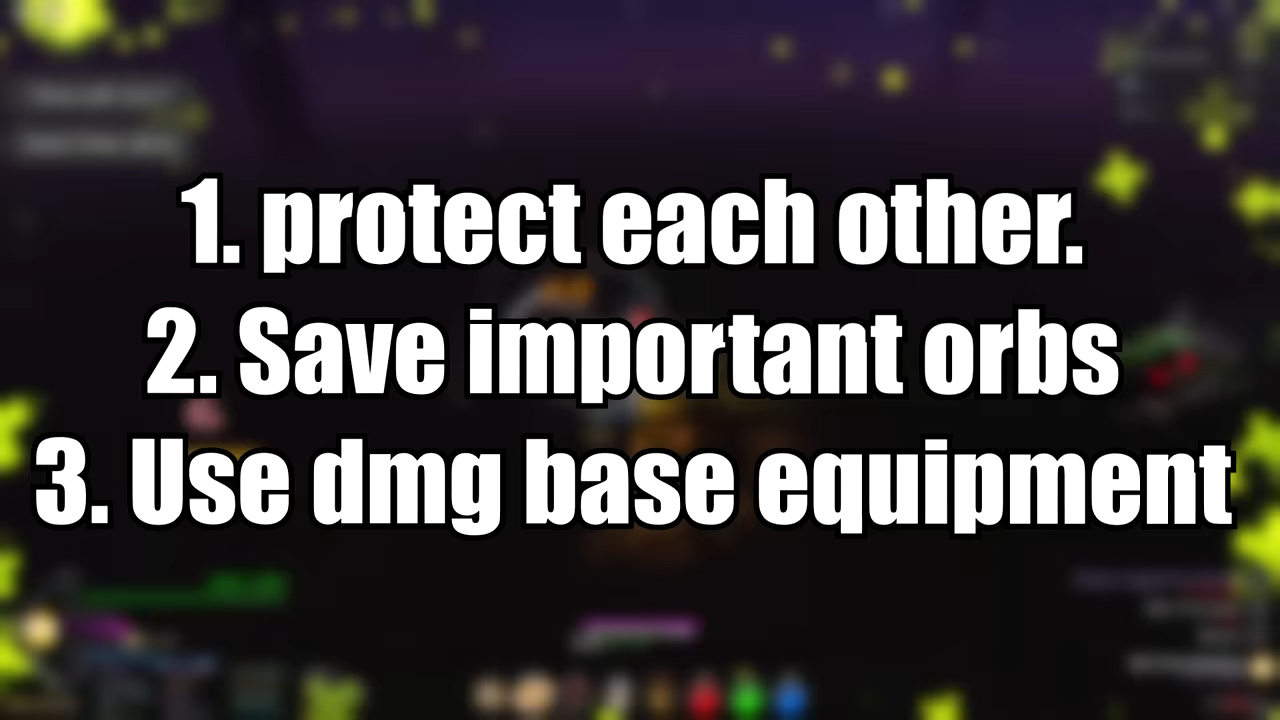 1. protect each other.
2. Save important orbs
3. Use dmg base equipment